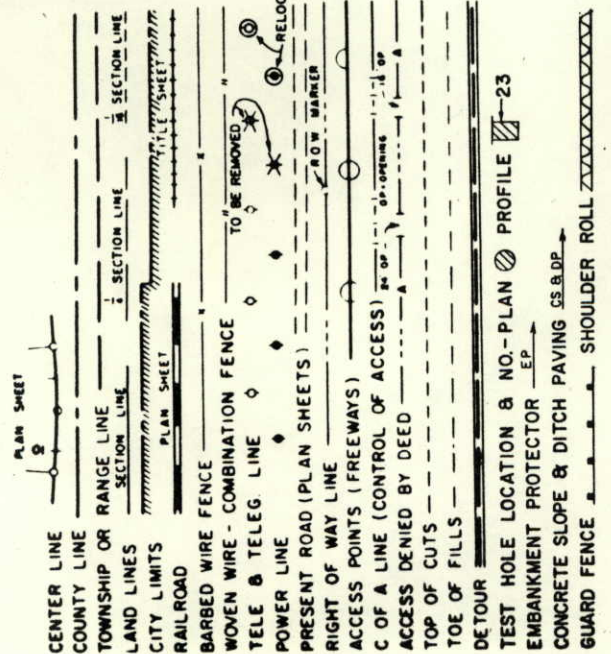 PLAN SHEET
CENTER LINE
COUNTY LINE
TOWNSHIP OR RANGE LINE
LAND LINES SECTION LINE 1/4 SECTION LINE 1/16 SECTION LINE
CITY LIMITS
RAILROAD PLAN SHEET TITLE SHEET
BARBED WIRE FENCE x x
WOVEN WIRE - COMBINATION FENCE " "
TELE & TELEG. LINE TO BE REMOVED
POWER LINE
PRESENT ROAD (PLAN SHEETS)
RIGHT OF WAY LINE ROW MARKER
ACCESS POINTS (FREEWAYS)
C OF A LINE (CONTROL OF ACCESS) OP-OPENING
ACCESS DENIED BY DEED A A
TOP OF CUTS
TOE OF FILLS
DETOUR
TEST HOLE LOCATION & NO.-PLAN PROFILE 23
EMBANKMENT PROTECTOR EP
CONCRETE SLOPE & DITCH PAVING CS & DP
GUARD FENCE SHOULDER ROLL